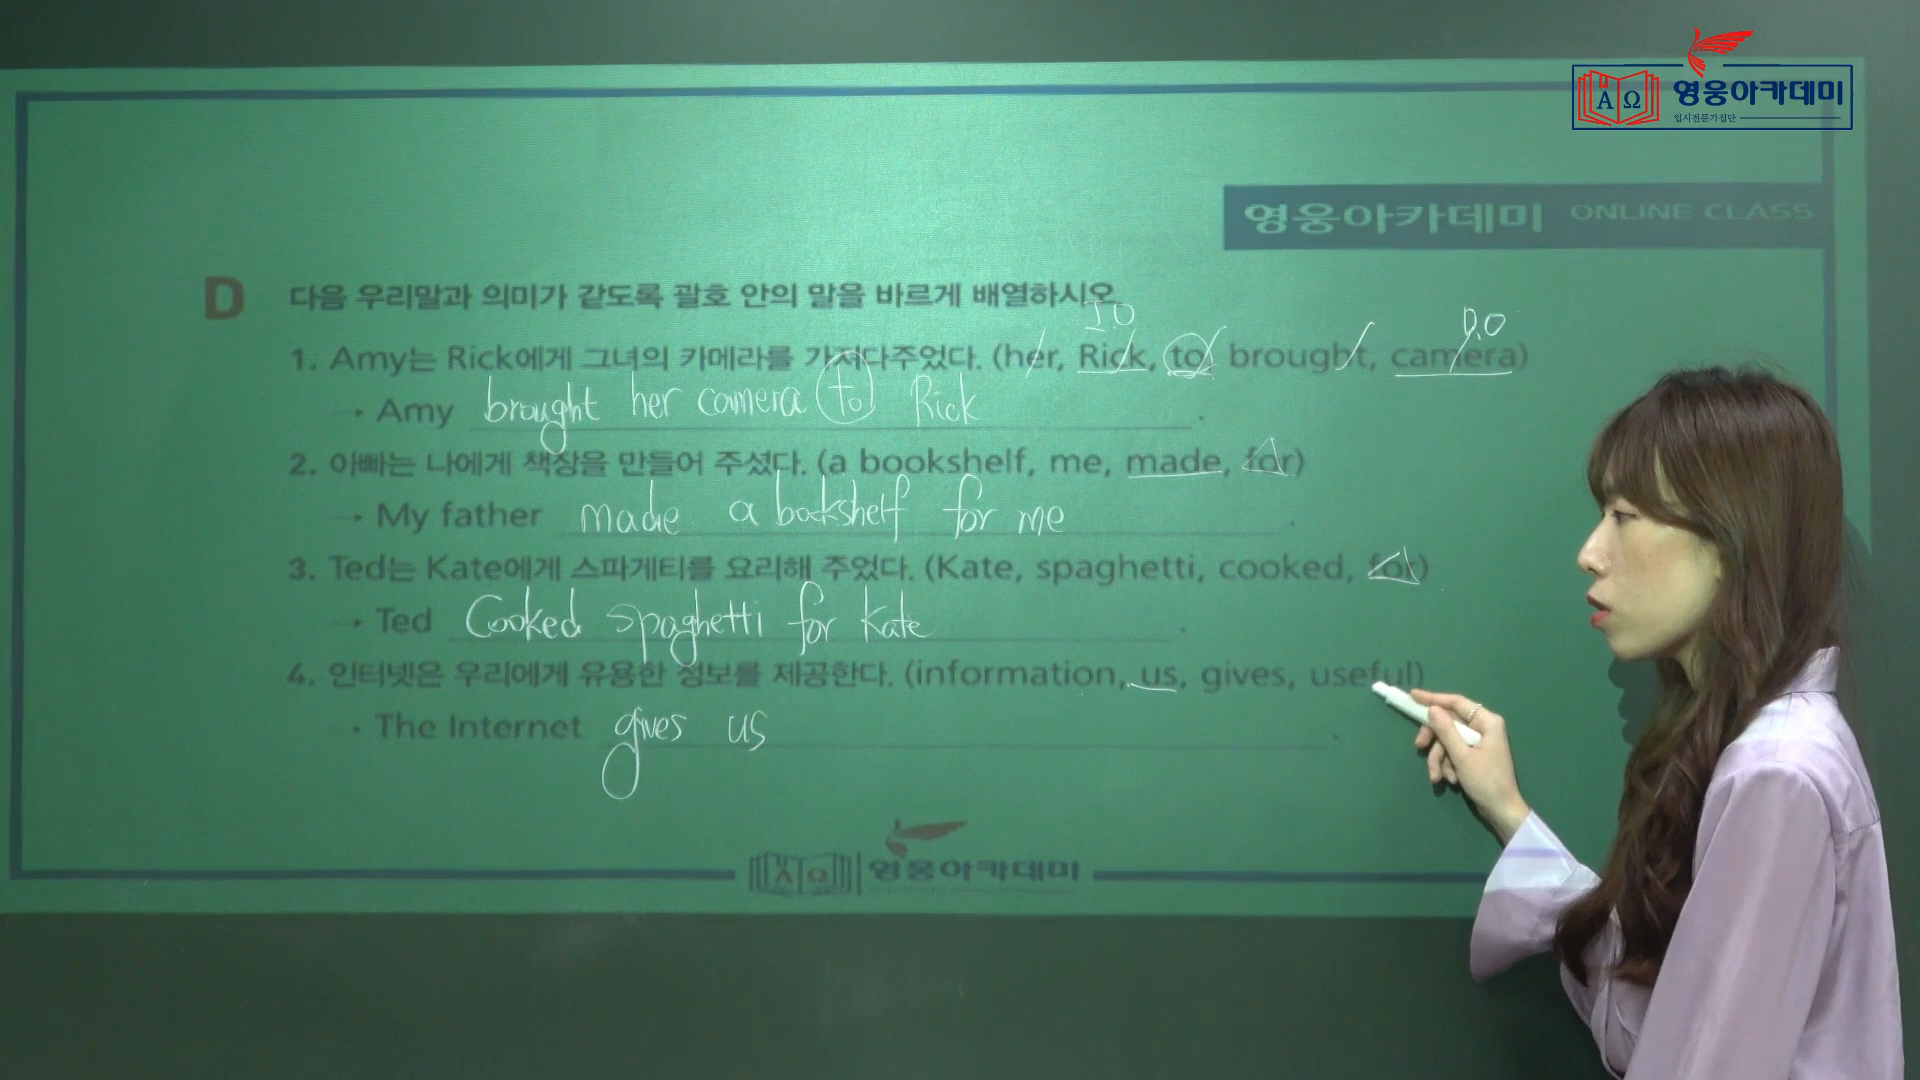 영웅아카데미
입시전문가집단
영웅아카데미 ONLINE CLASS
D 다음 우리말과 의미가 같도록 괄호 안의 말을 바르게 배열하시오.
IO D.O
1. Amy는 Rick에게 그녀의 카메라를 가져다주었다. (her, Rick, to, brought, camera)
→ Amy brought her camera to Rick.
2. 아빠는 나에게 책장을 만들어 주셨다. (a bookshelf, me, made, for)
→ My father made a bookshelf for me.
3. Ted는 Kate에게 스파게티를 요리해 주었다. (Kate, spaghetti, cooked, for)
→ Ted Cooked spaghetti for Kate.
4. 인터넷은 우리에게 유용한 정보를 제공한다. (information, us, gives, useful)
· The Internet gives us .
A Ω 영웅아카데미